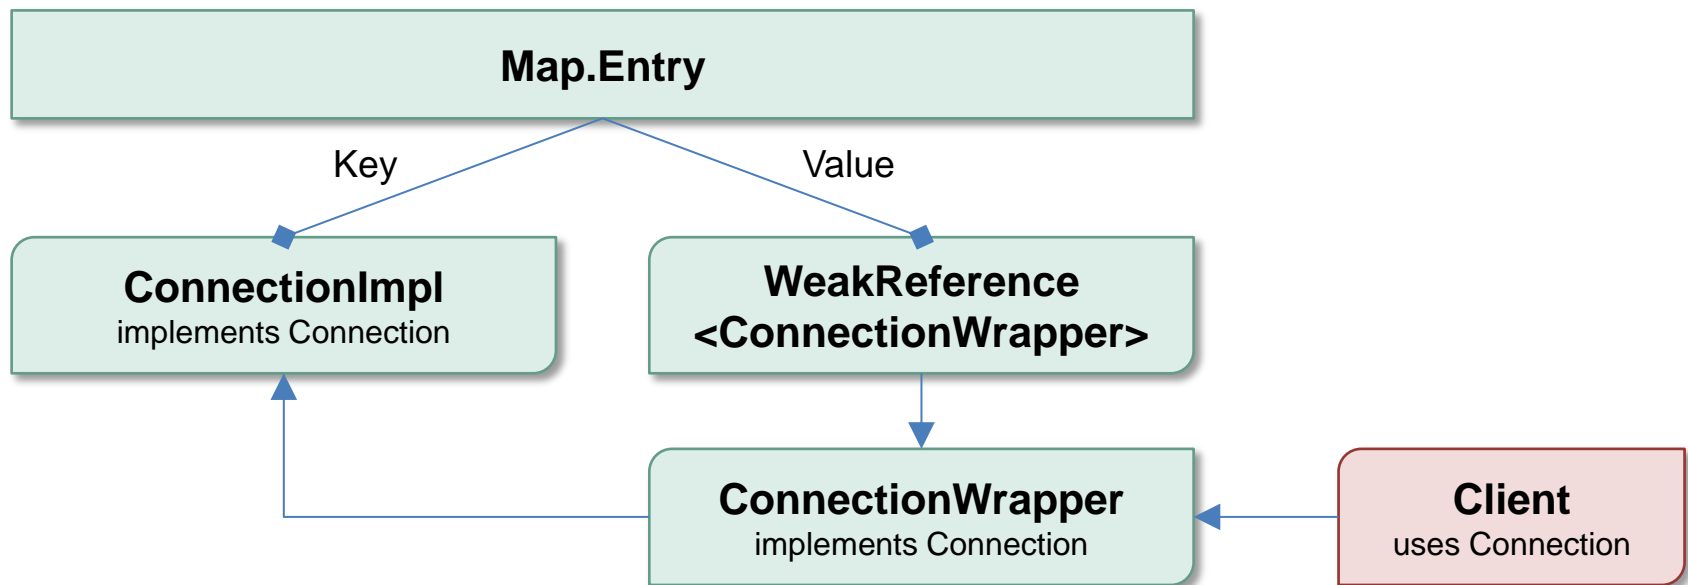 Map.Entry
Key
Value
ConnectionImpl
implements Connection
WeakReference
<ConnectionWrapper>
ConnectionWrapper
implements Connection
Client
uses Connection